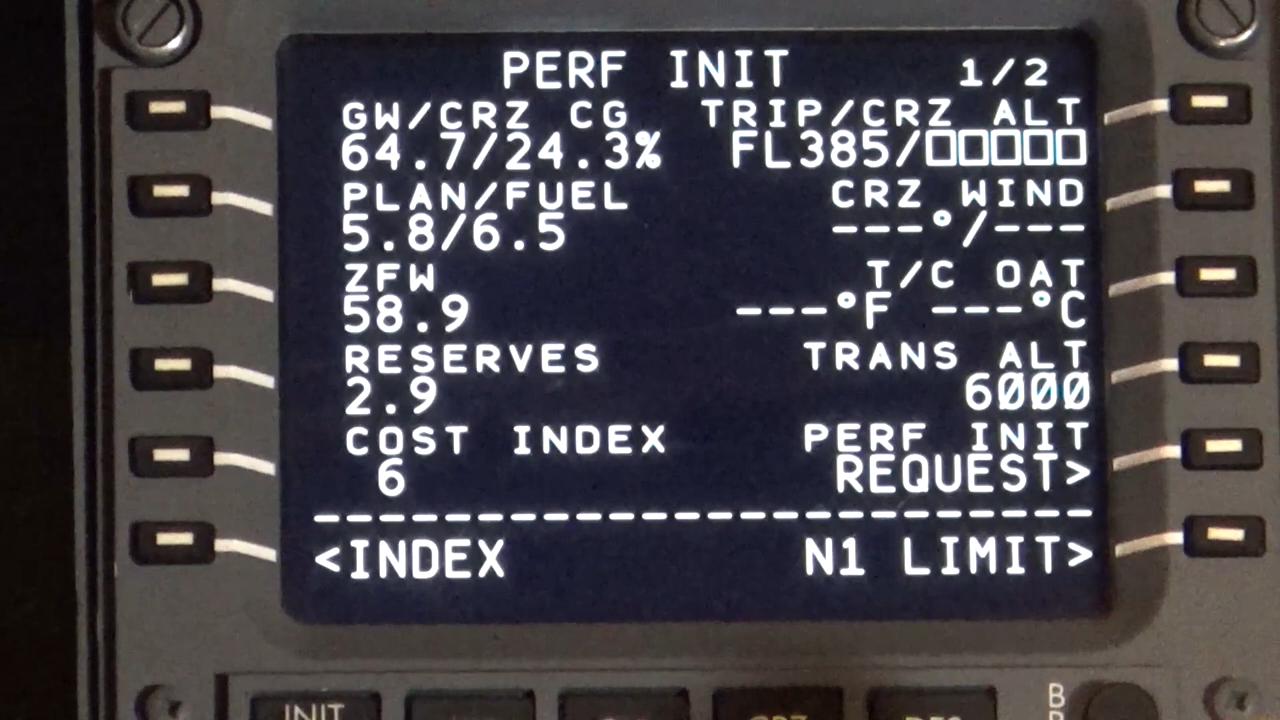 PERF INIT 1/2
GW/CRZ CG TRIP/CRZ ALT
64.7/24.3% FL385/□□□□□
PLAN/FUEL CRZ WIND
5.8/6.5 ---°/---
ZFW T/C OAT
58.9 ---°F ---°C
RESERVES TRANS ALT
2.9 6000
COST INDEX PERF INIT
6 REQUEST>
------------------------
<INDEX N1 LIMIT>
INIT